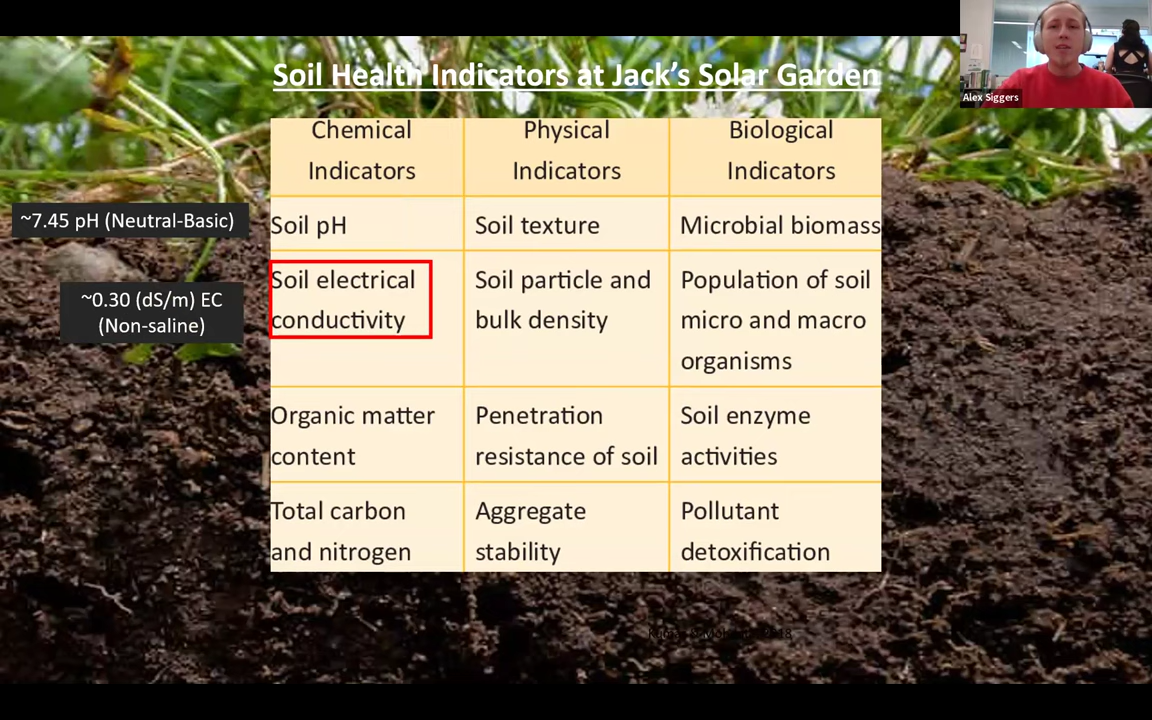 Soil Health Indicators at Jack's Solar Garden
Alex Siggers
Chemical
Indicators
Physical
Indicators
Biological
Indicators
~7.45 pH (Neutral-Basic)
Soil pH
Soil texture
Microbial biomass
~0.30 (dS/m) EC
(Non-saline)
Soil electrical
conductivity
Soil particle and
bulk density
Population of soil
micro and macro
organisms
Organic matter
content
Penetration
resistance of soil
Soil enzyme
activities
Total carbon
and nitrogen
Aggregate
stability
Pollutant
detoxification